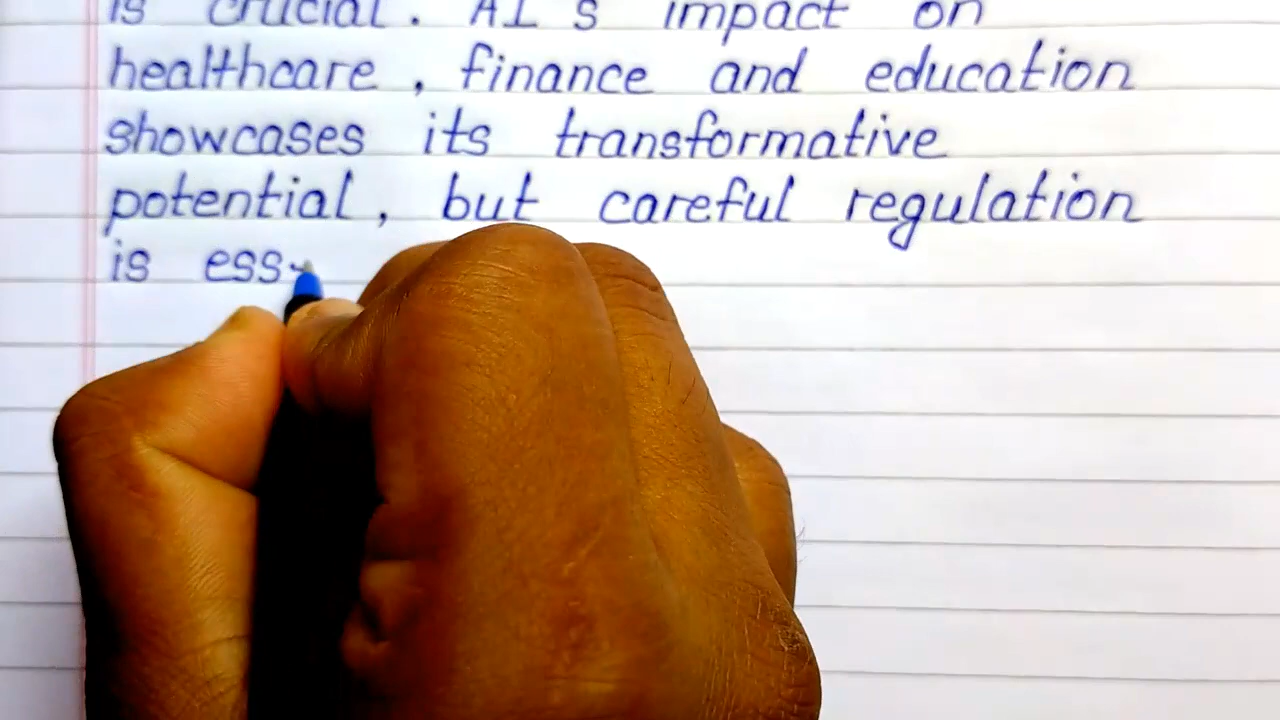 is crucial. AI's impact on
healthcare, finance and education
showcases its transformative
potential, but careful regulation
is ess